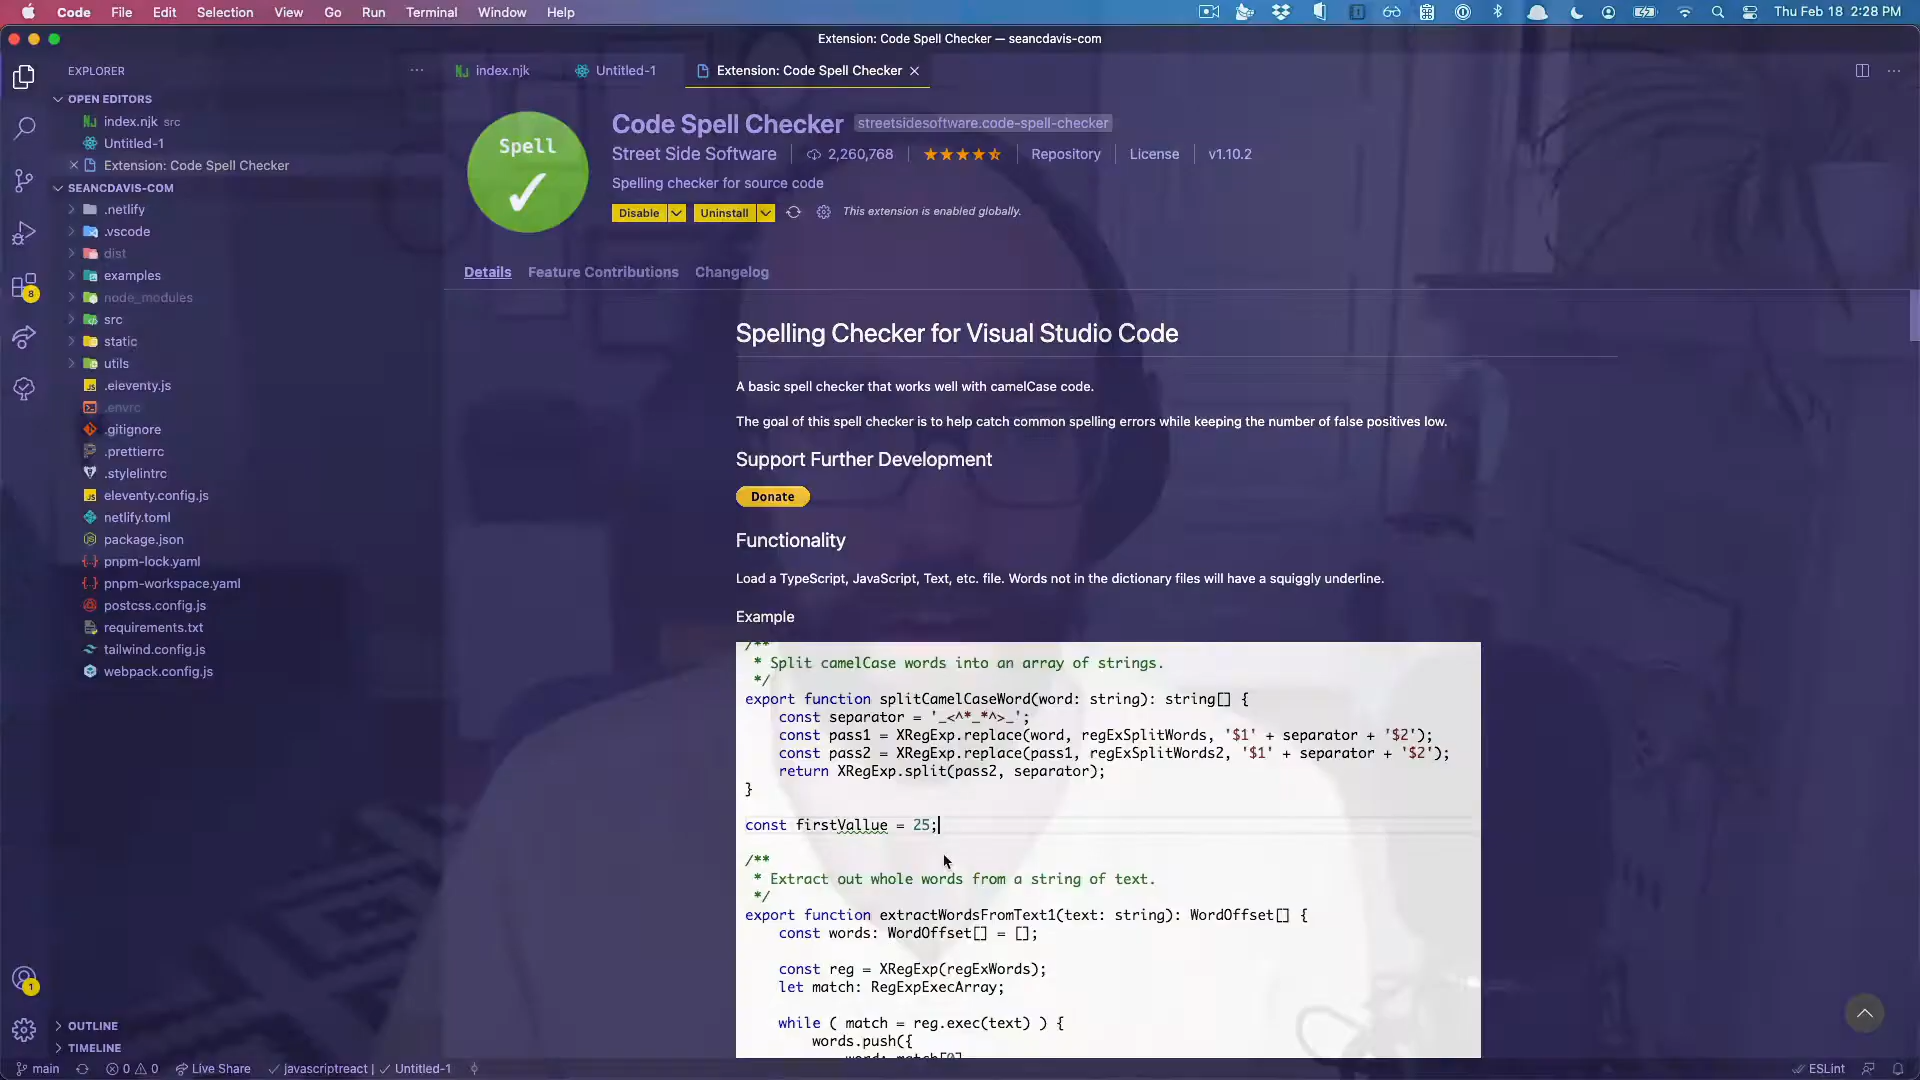 Code File Edit Selection View Go Run Terminal Window Help
Thu Feb 18 2:28 PM
Extension: Code Spell Checker — seancdavis-com
EXPLORER
OPEN EDITORS
index.njk src
Untitled-1
Extension: Code Spell Checker
SEANCDAVIS-COM
.netlify
.vscode
dist
examples
node_modules
src
static
utils
.eleventy.js
.envrc
.gitignore
.prettierrc
.stylelintrc
eleventy.config.js
netlify.toml
package.json
pnpm-lock.yaml
pnpm-workspace.yaml
postcss.config.js
requirements.txt
tailwind.config.js
webpack.config.js
OUTLINE
TIMELINE
8
1
index.njk Untitled-1 Extension: Code Spell Checker
Spell
Code Spell Checker streetsidesoftware.code-spell-checker
Street Side Software 2,260,768 Repository License v1.10.2
Spelling checker for source code
Disable Uninstall This extension is enabled globally.
Details Feature Contributions Changelog
Spelling Checker for Visual Studio Code
A basic spell checker that works well with camelCase code.
The goal of this spell checker is to help catch common spelling errors while keeping the number of false positives low.
Support Further Development
Donate
Functionality
Load a TypeScript, JavaScript, Text, etc. file. Words not in the dictionary files will have a squiggly underline.
Example
/**
* Split camelCase words into an array of strings.
*/
export function splitCamelCaseWord(word: string): string[] {
const separator = '_<^*_*^>_';
const pass1 = XRegExp.replace(word, regExSplitWords, '$1' + separator + '$2');
const pass2 = XRegExp.replace(pass1, regExSplitWords2, '$1' + separator + '$2');
return XRegExp.split(pass2, separator);
}
const firstVallue = 25;
/**
* Extract out whole words from a string of text.
*/
export function extractWordsFromText1(text: string): WordOffset[] {
const words: WordOffset[] = [];
const reg = XRegExp(regExWords);
let match: RegExpExecArray;
while ( match = reg.exec(text) ) {
words.push({
word: match[0],
main 0 0 Live Share javascriptreact | Untitled-1 ESLint